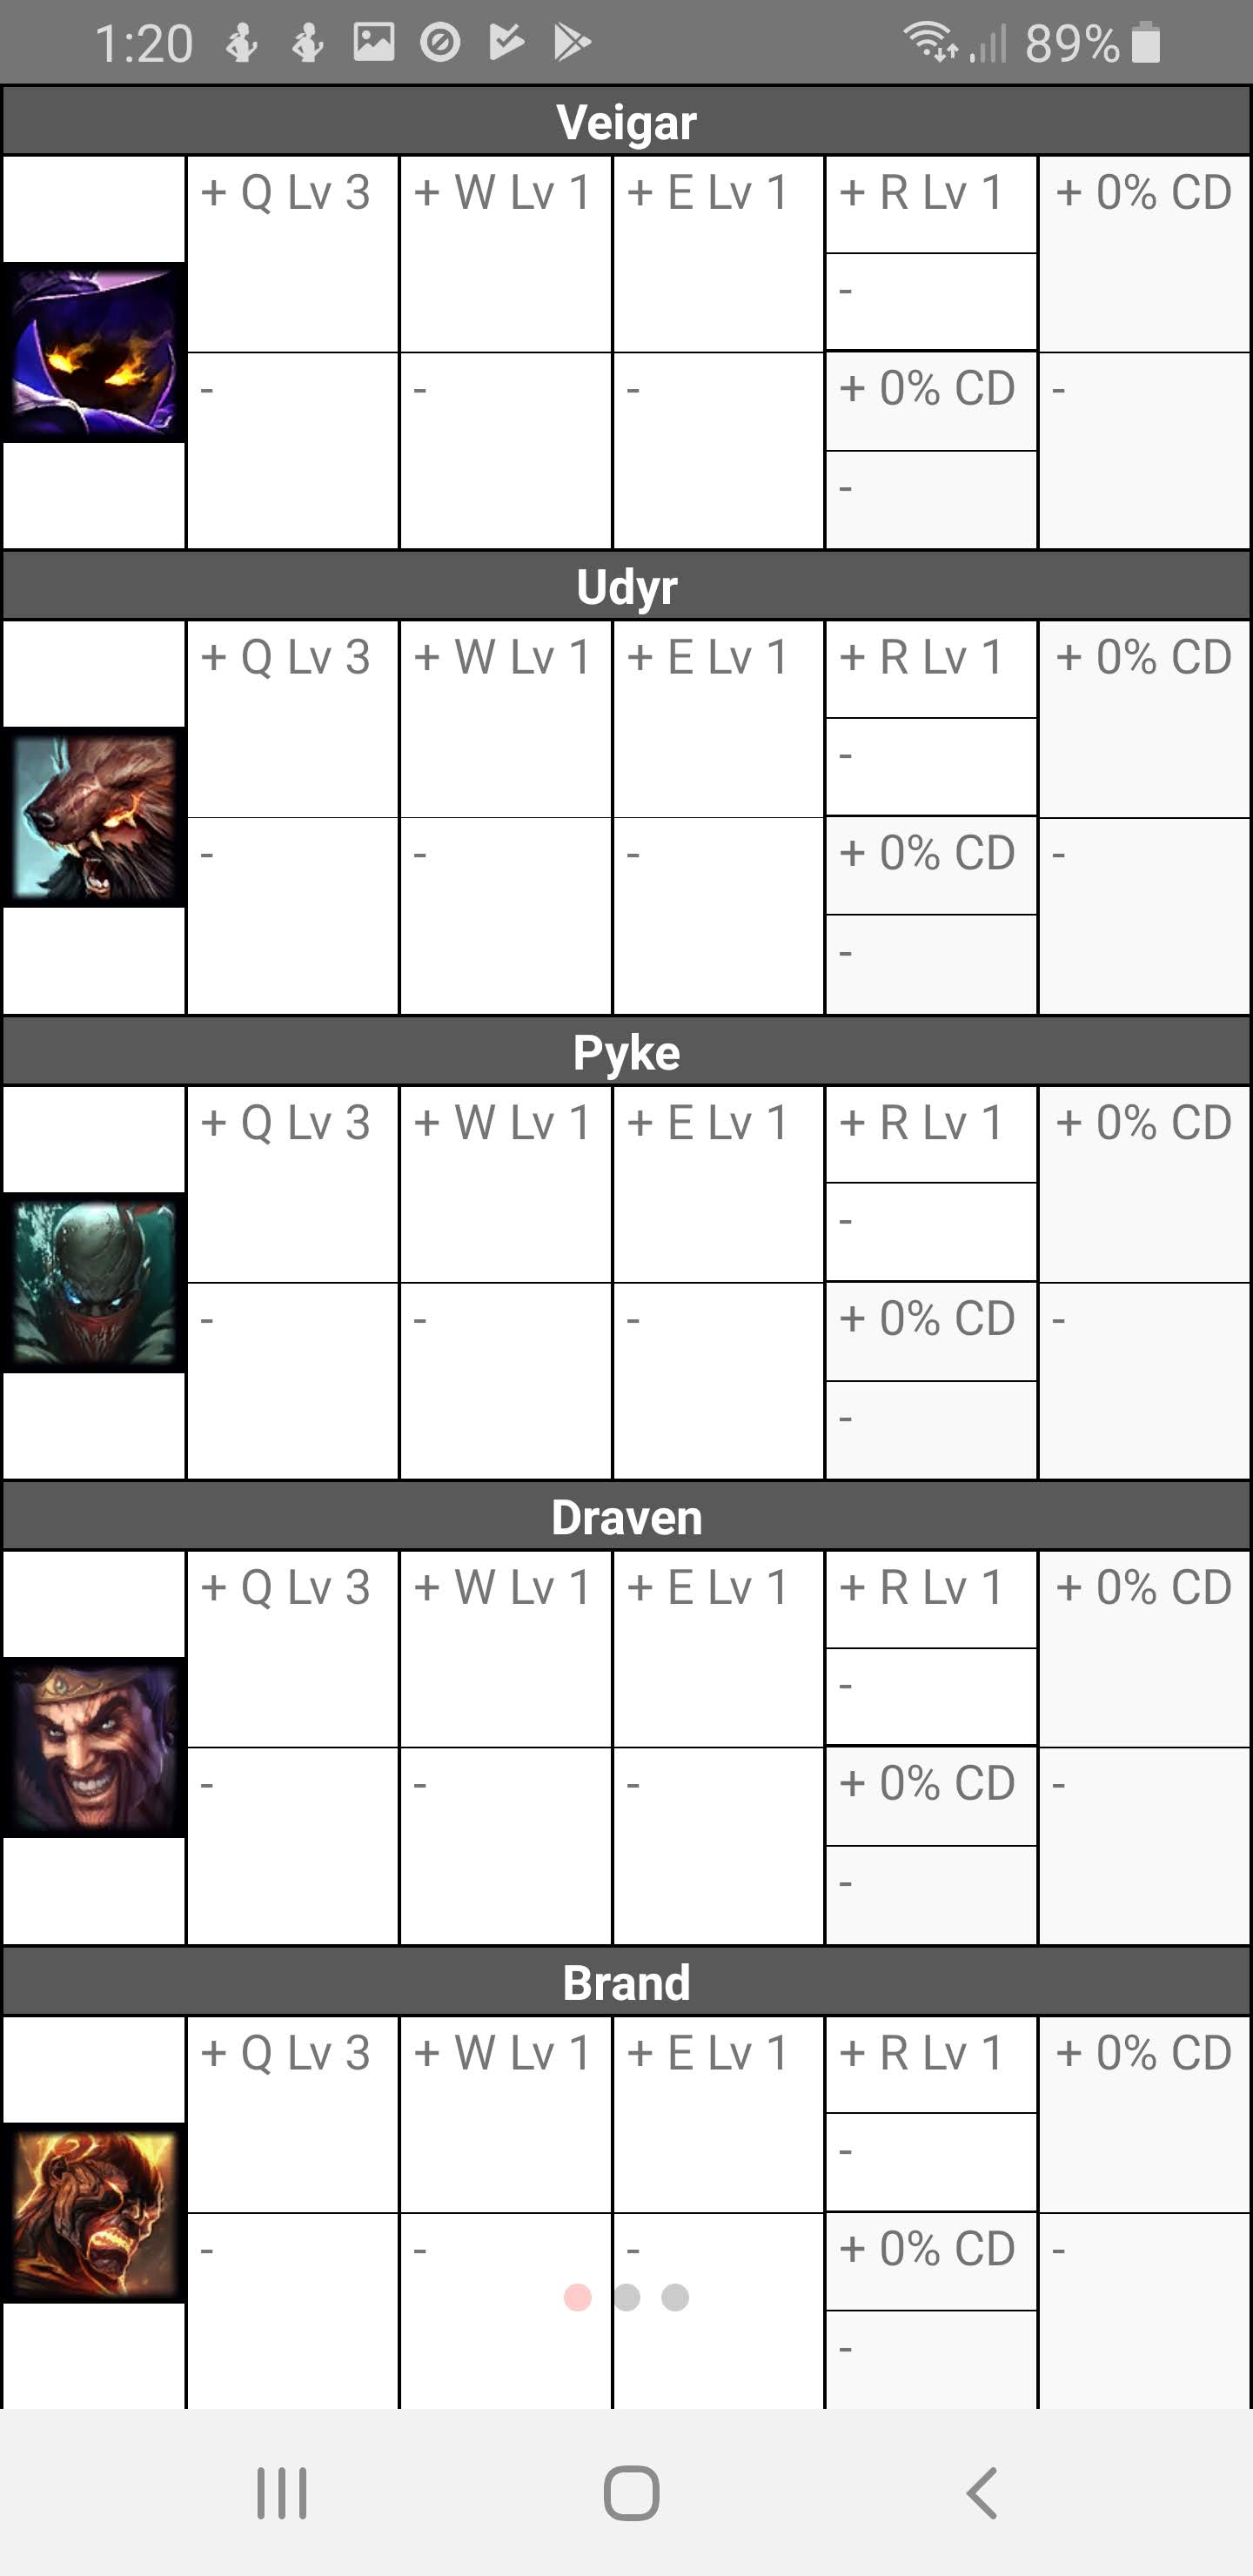 1:20 89%
Veigar
+ Q Lv 3 + W Lv 1 + E Lv 1 + R Lv 1 + 0% CD
-
- - - + 0% CD -
-
Udyr
+ Q Lv 3 + W Lv 1 + E Lv 1 + R Lv 1 + 0% CD
-
- - - + 0% CD -
-
Pyke
+ Q Lv 3 + W Lv 1 + E Lv 1 + R Lv 1 + 0% CD
-
- - - + 0% CD -
-
Draven
+ Q Lv 3 + W Lv 1 + E Lv 1 + R Lv 1 + 0% CD
-
- - - + 0% CD -
-
Brand
+ Q Lv 3 + W Lv 1 + E Lv 1 + R Lv 1 + 0% CD
-
- - - + 0% CD -
-